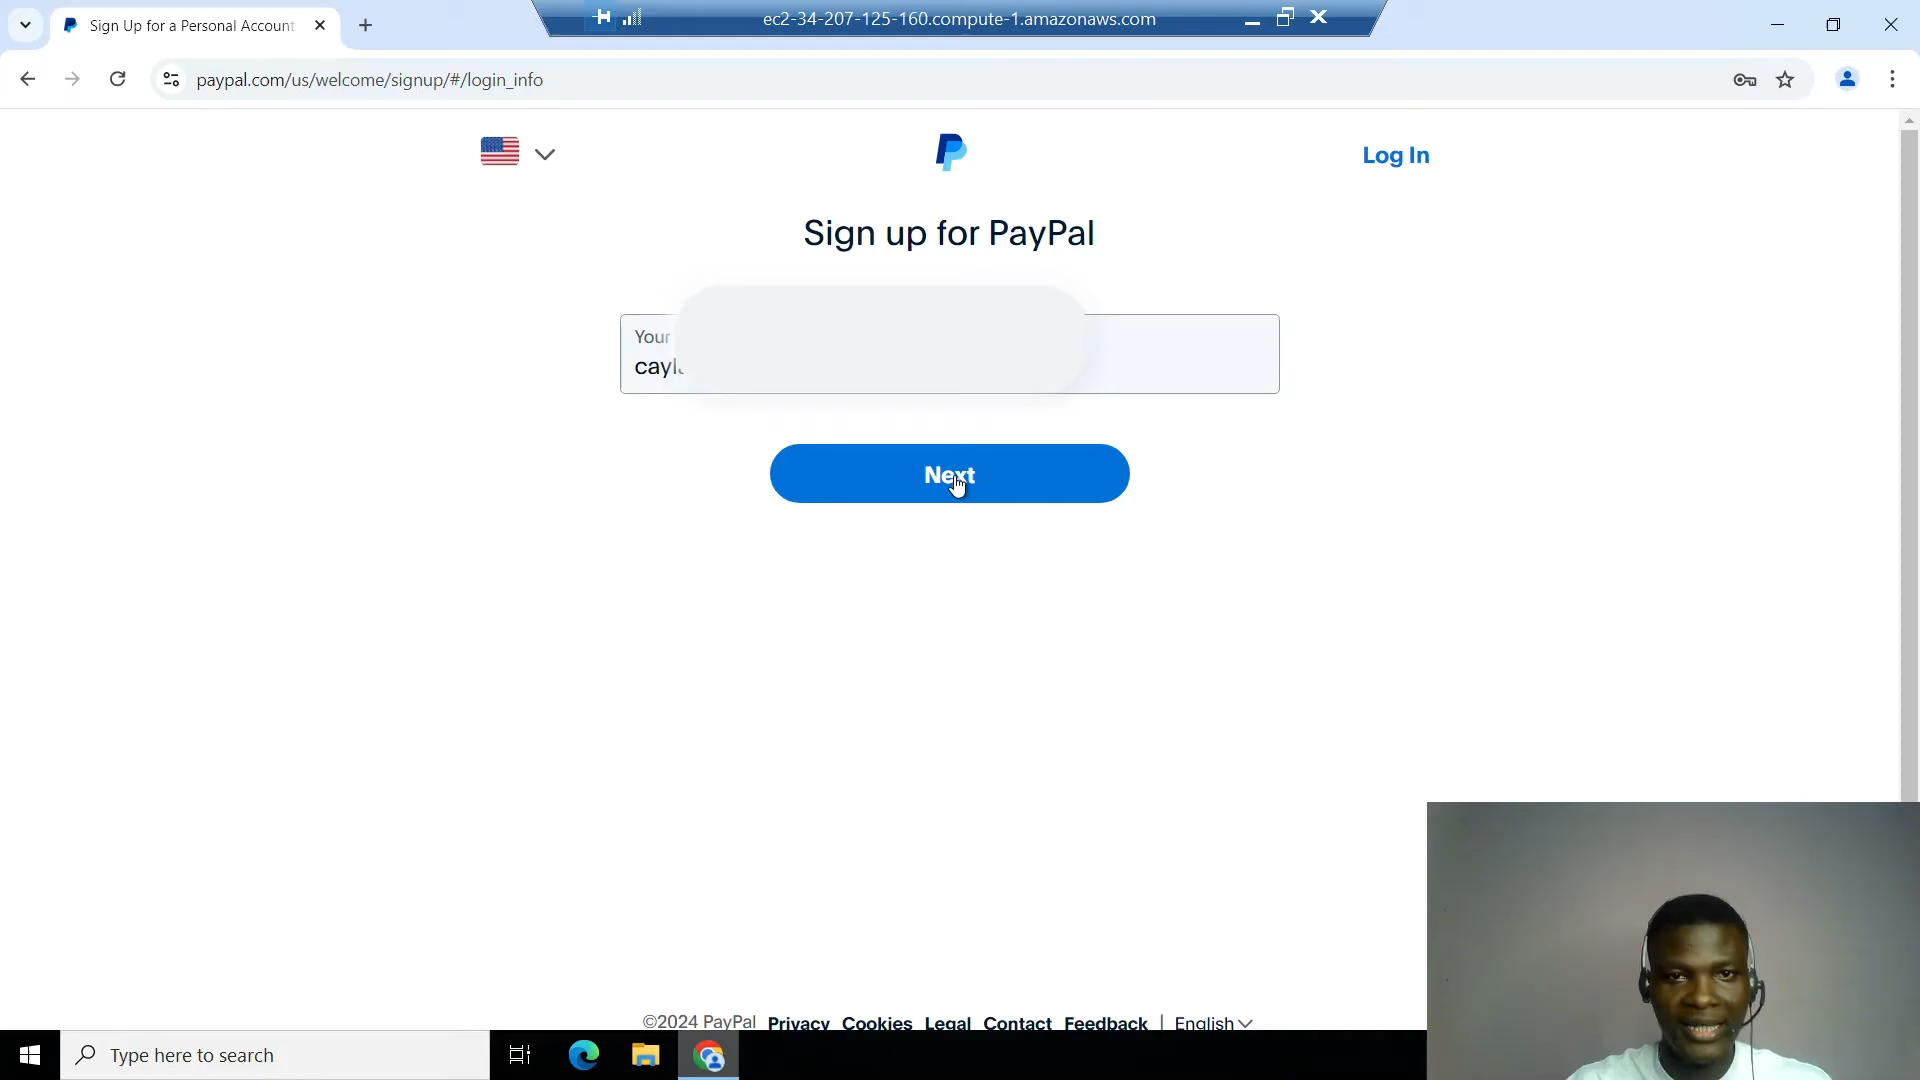 Sign Up for a Personal Account
ec2-34-207-125-160.compute-1.amazonaws.com
paypal.com/us/welcome/signup/#/login_info
Log In
Sign up for PayPal
Your
Next
©2024 PayPal Privacy Cookies Legal Contact Feedback | English
Type here to search